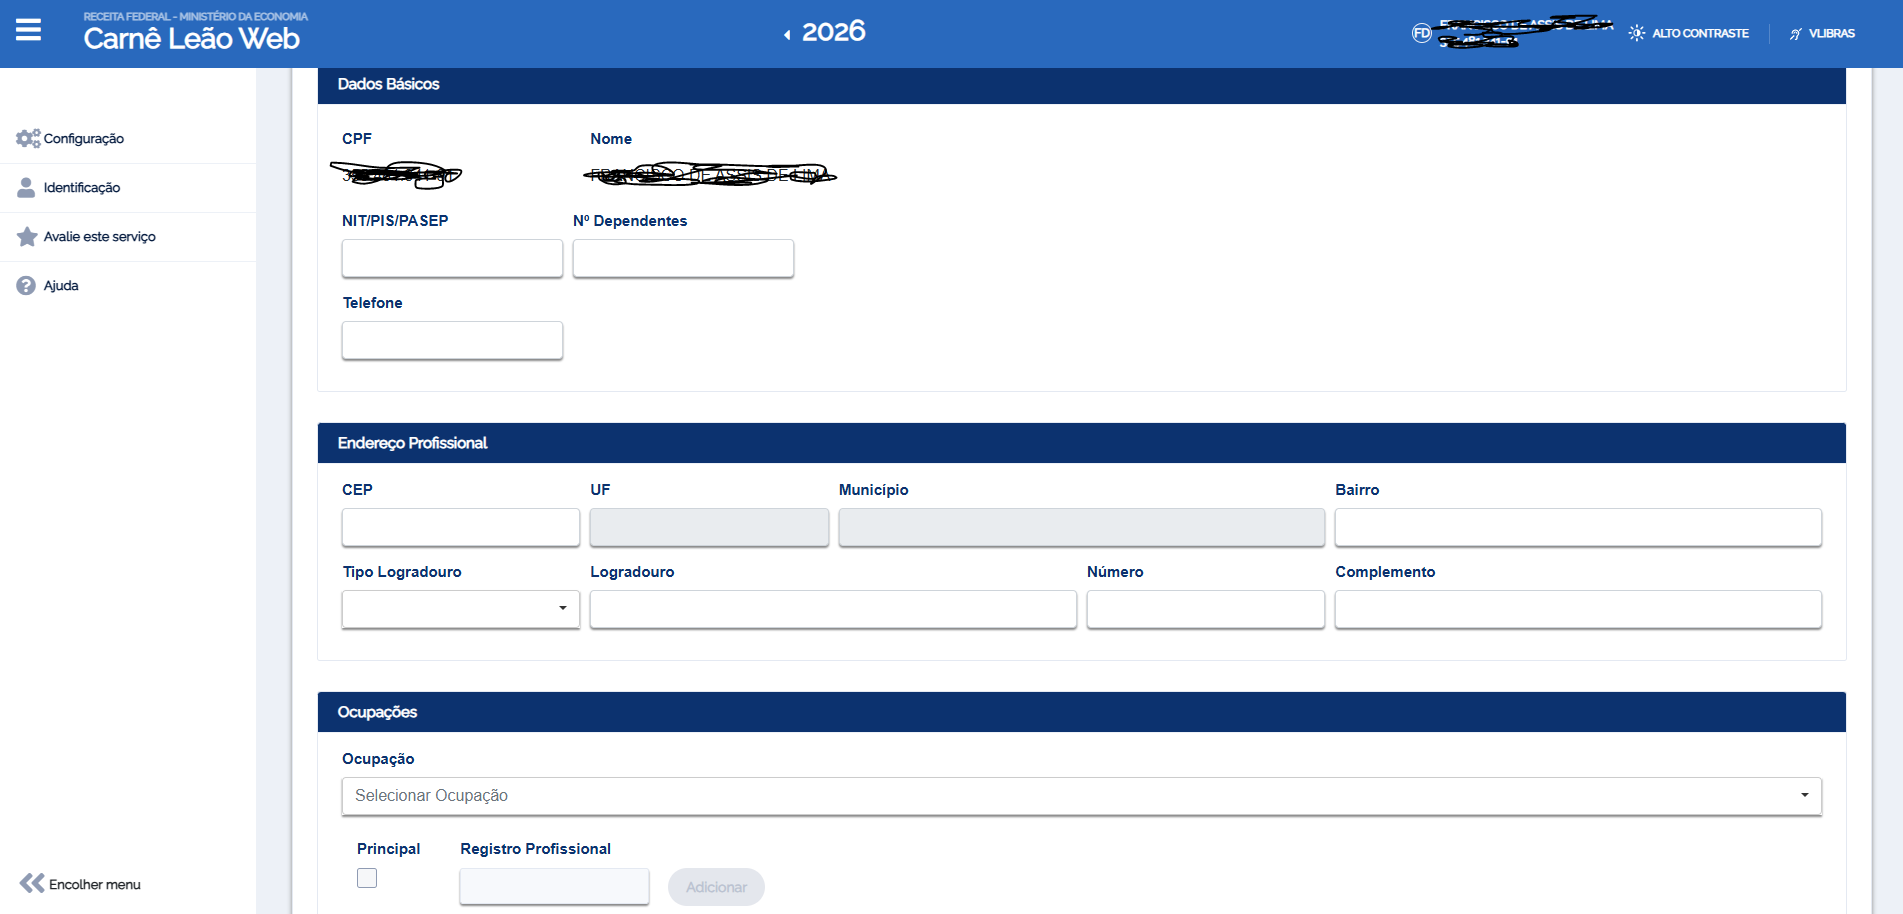 RECEITA FEDERAL - MINISTÉRIO DA ECONOMIA
Carnê Leão Web
2026
FD
ALTO CONTRASTE
VLIBRAS
Configuração
Identificação
Avalie este serviço
Ajuda
Encolher menu
Dados Básicos
CPF Nome
NIT/PIS/PASEP Nº Dependentes
Telefone
Endereço Profissional
CEP UF Município Bairro
Tipo Logradouro Logradouro Número Complemento
Ocupações
Ocupação
Selecionar Ocupação
Principal Registro Profissional
Adicionar